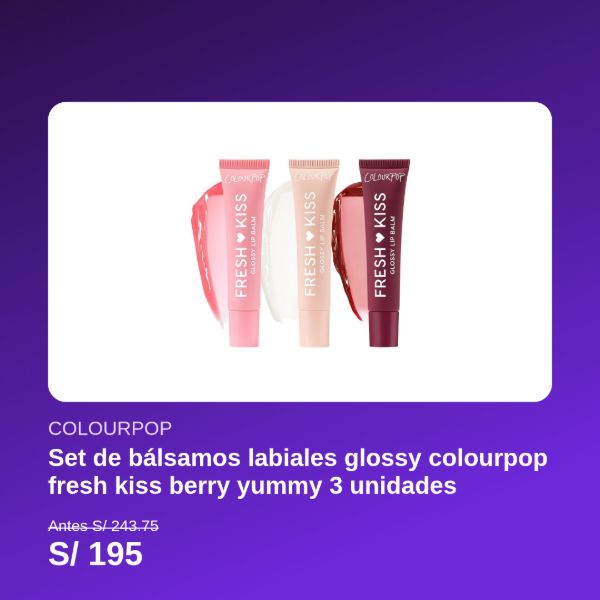 COLOURPOP
FRESH ♥ KISS
GLOSSY LIP BALM
COLOURPOP
FRESH ♥ KISS
GLOSSY LIP BALM
COLOURPOP
FRESH ♥ KISS
GLOSSY LIP BALM
COLOURPOP
Set de bálsamos labiales glossy colourpop
fresh kiss berry yummy 3 unidades
Antes S/ 243.75
S/ 195